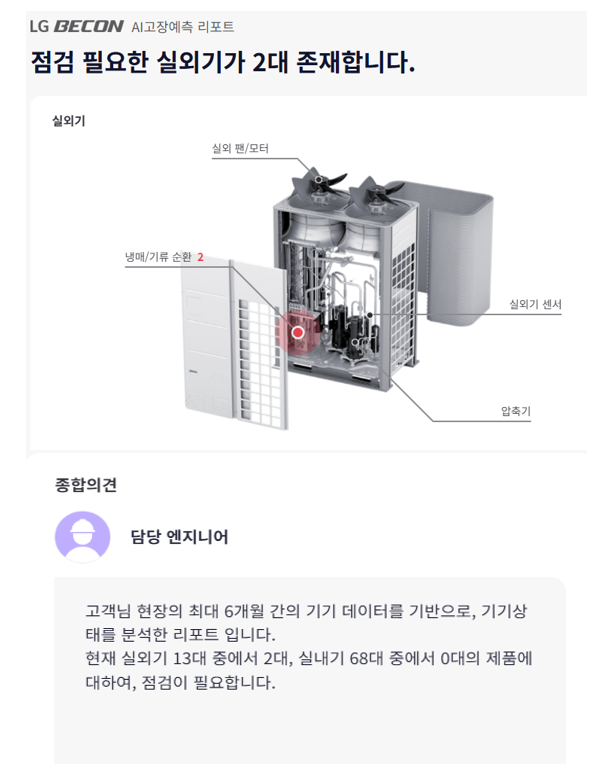 LG BECON AI고장예측 리포트
점검 필요한 실외기가 2대 존재합니다.
실외기
실외 팬/모터
냉매/기류 순환 2
실외기 센서
압축기
종합의견
담당 엔지니어
고객님 현장의 최대 6개월 간의 기기 데이터를 기반으로, 기기상
태를 분석한 리포트 입니다.
현재 실외기 13대 중에서 2대, 실내기 68대 중에서 0대의 제품에
대하여, 점검이 필요합니다.